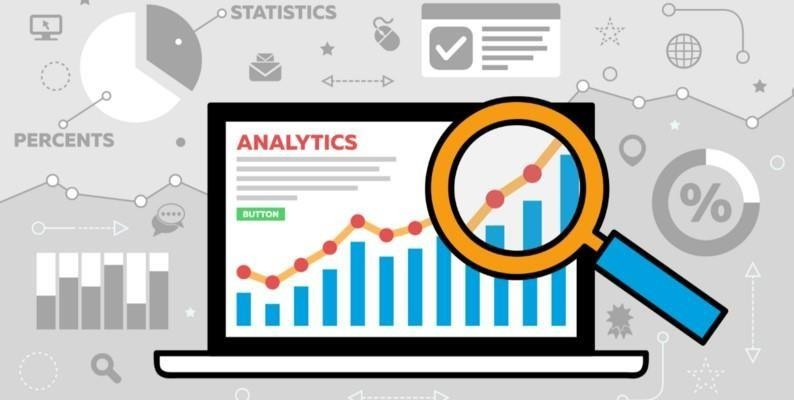 STATISTICS
PERCENTS
ANALYTICS
BUTTON
%